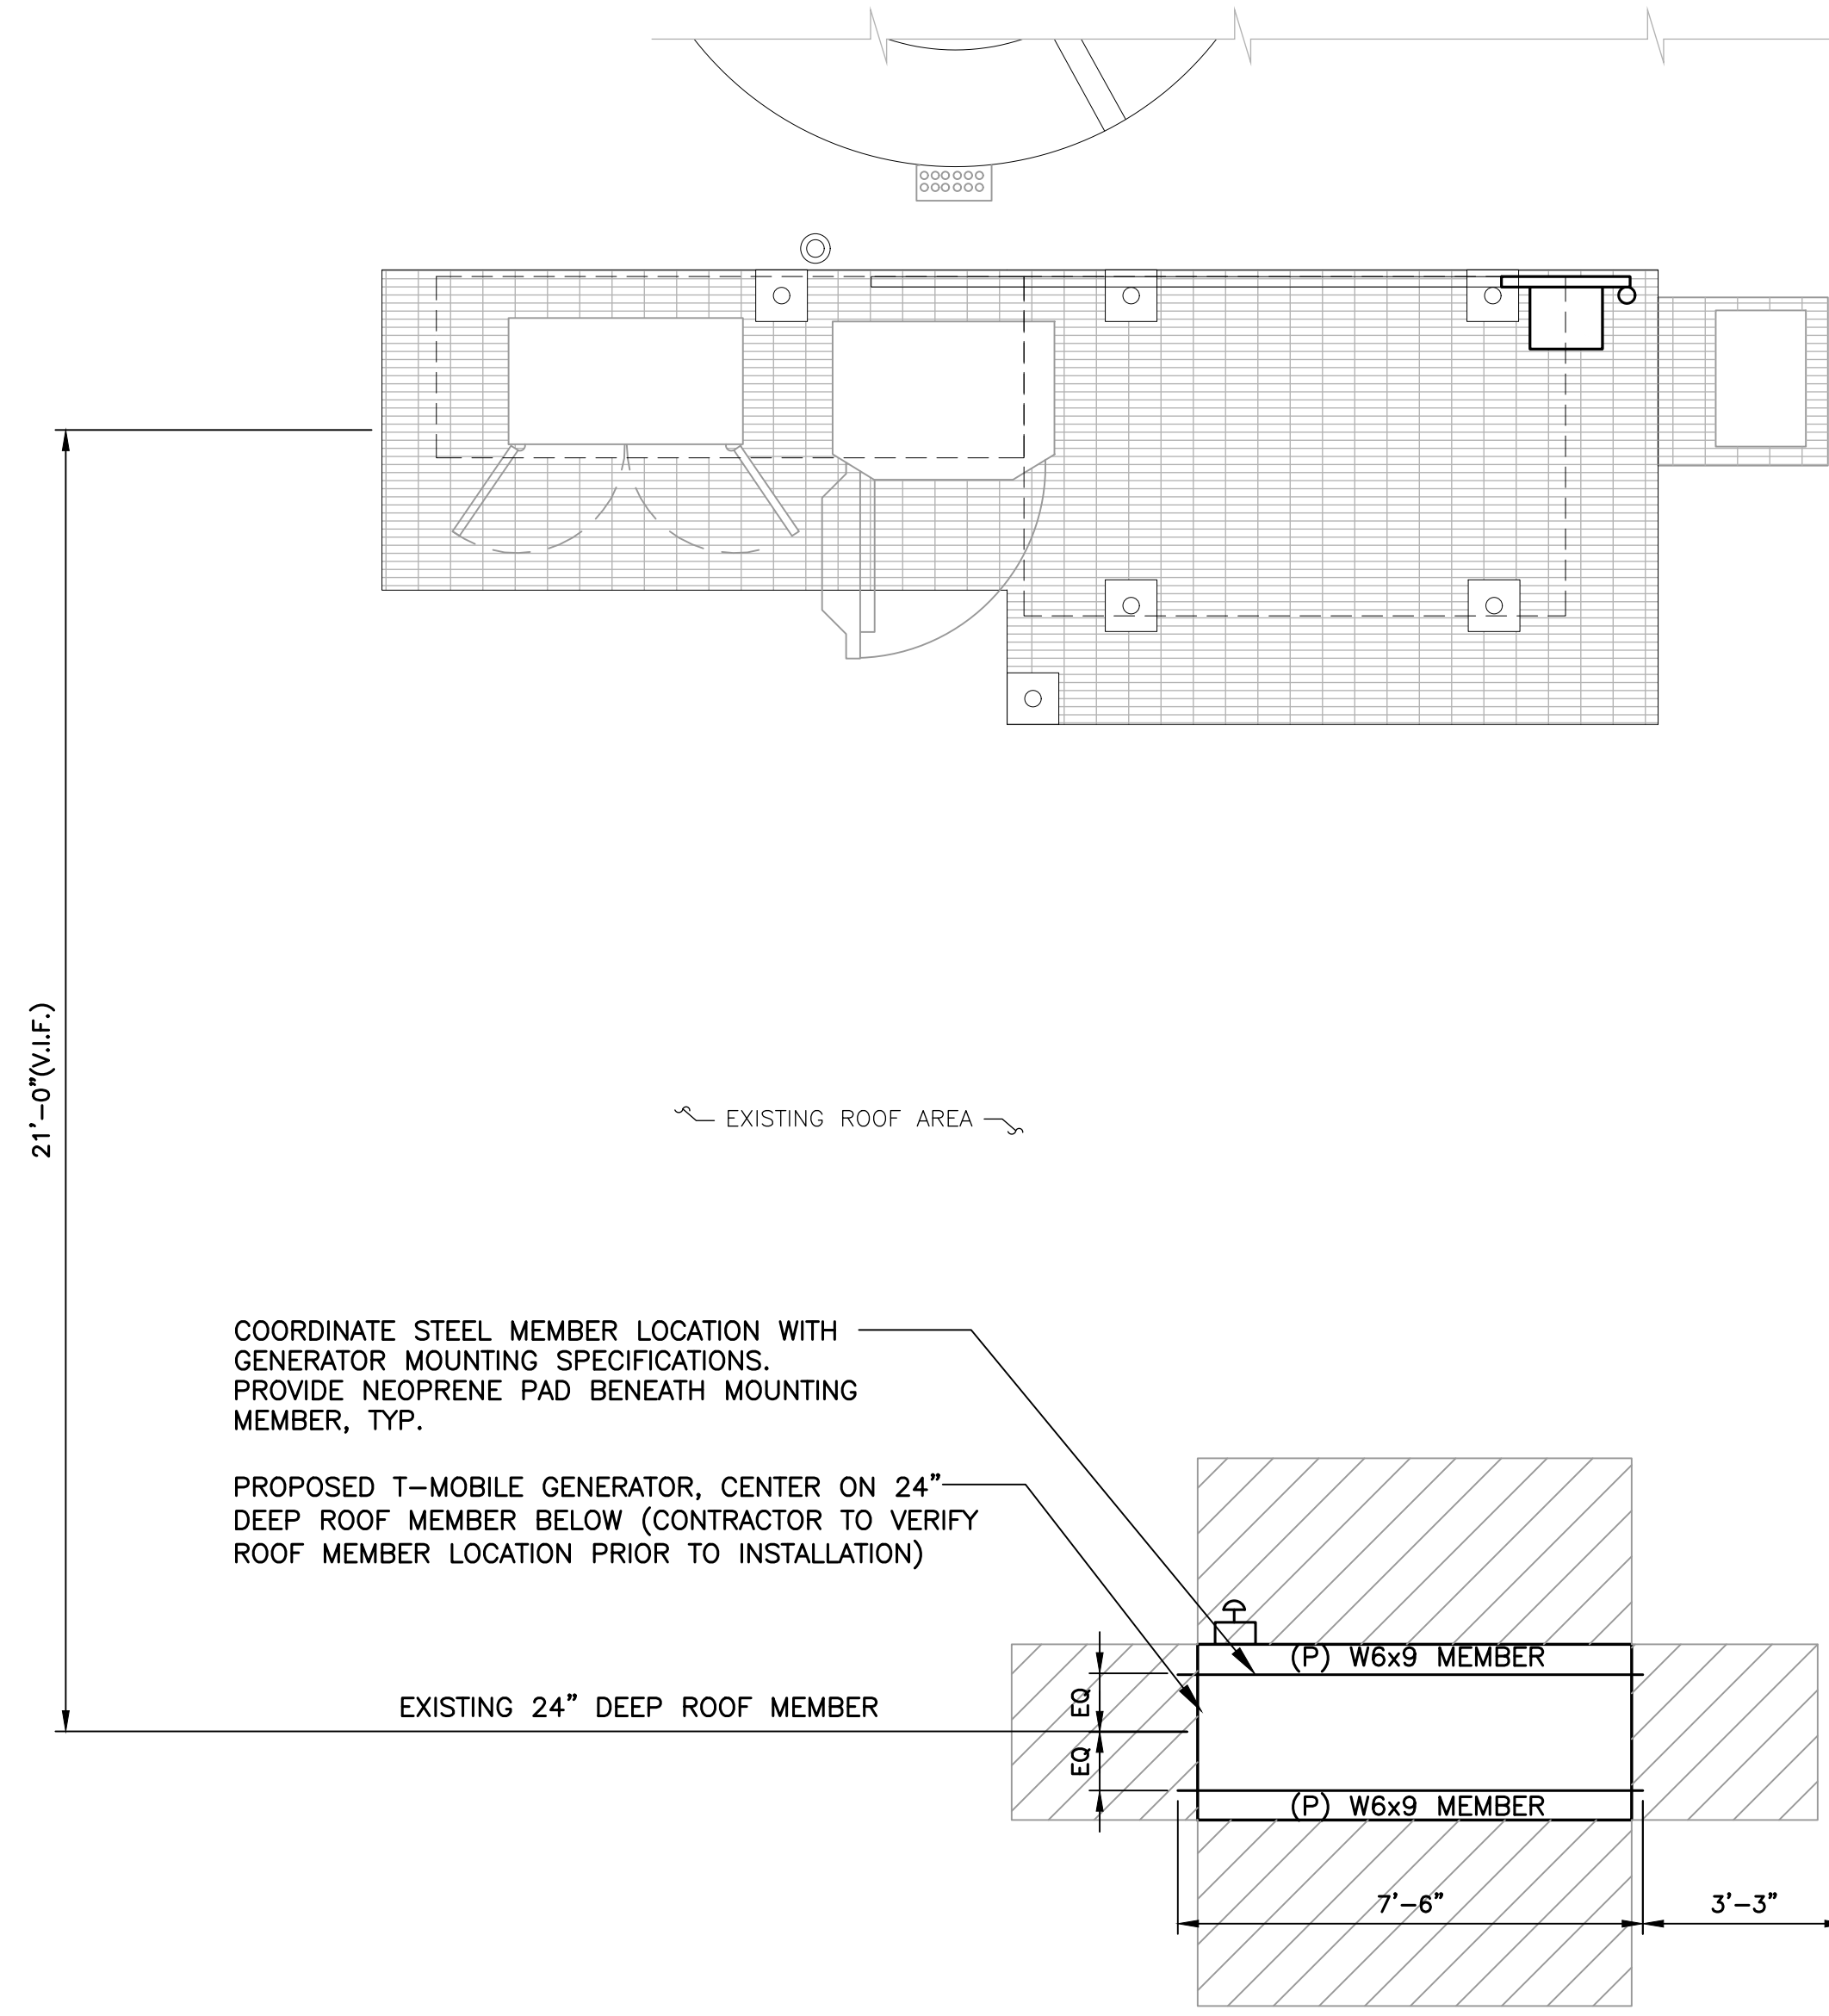 21'-0"(V.I.F.)
EXISTING ROOF AREA
COORDINATE STEEL MEMBER LOCATION WITH
GENERATOR MOUNTING SPECIFICATIONS.
PROVIDE NEOPRENE PAD BENEATH MOUNTING
MEMBER, TYP.
PROPOSED T-MOBILE GENERATOR, CENTER ON 24"
DEEP ROOF MEMBER BELOW (CONTRACTOR TO VERIFY
ROOF MEMBER LOCATION PRIOR TO INSTALLATION)
(P) W6x9 MEMBER
EXISTING 24" DEEP ROOF MEMBER
EQ
EQ
(P) W6x9 MEMBER
7'-6"
3'-3"